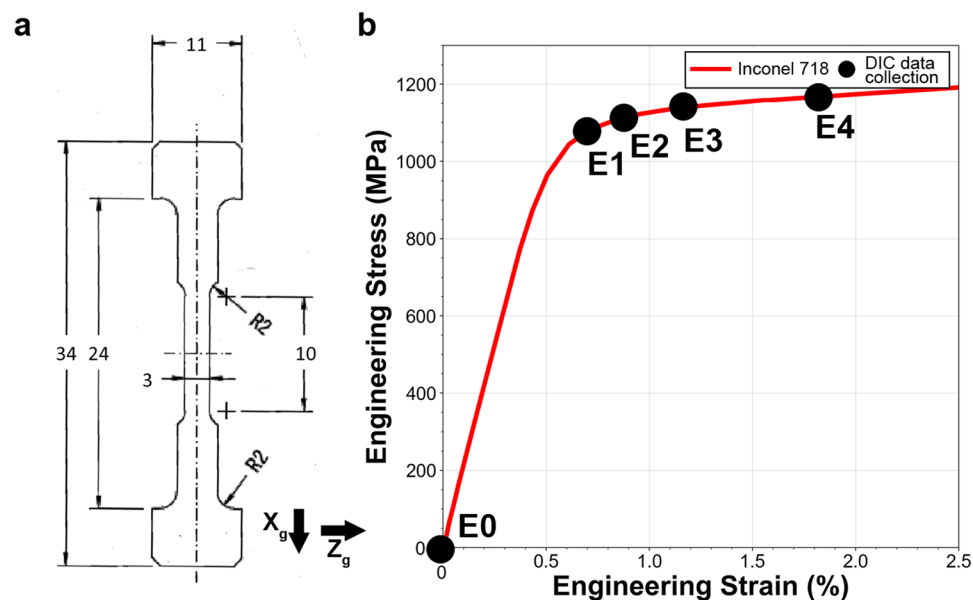 a
11
34
24
10
3
R2
R2
Xg
Zg
b
Inconel 718
DIC data
collection
Engineering Stress (MPa)
1200
1000
800
600
400
200
0
E0
E1
E2
E3
E4
0
0.5
1.0
1.5
2.0
2.5
Engineering Strain (%)